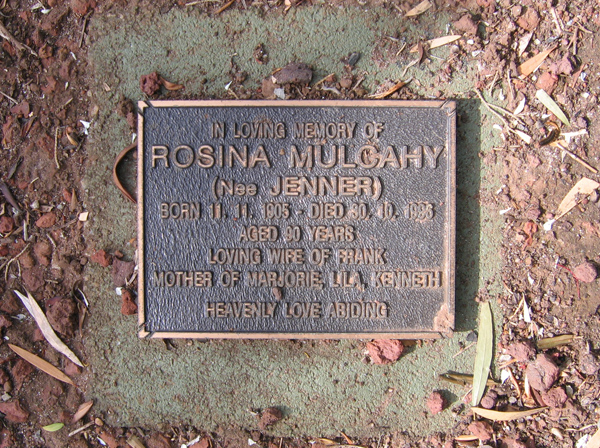 IN LOVING MEMORY OF
ROSINA MULCAHY
(Nee JENNER)
BORN 11. 11. 1905 - DIED 30. 10. 1996
AGED 90 YEARS
LOVING WIFE OF FRANK
MOTHER OF MARJORIE, LILA, KENNETH
HEAVENLY LOVE ABIDING